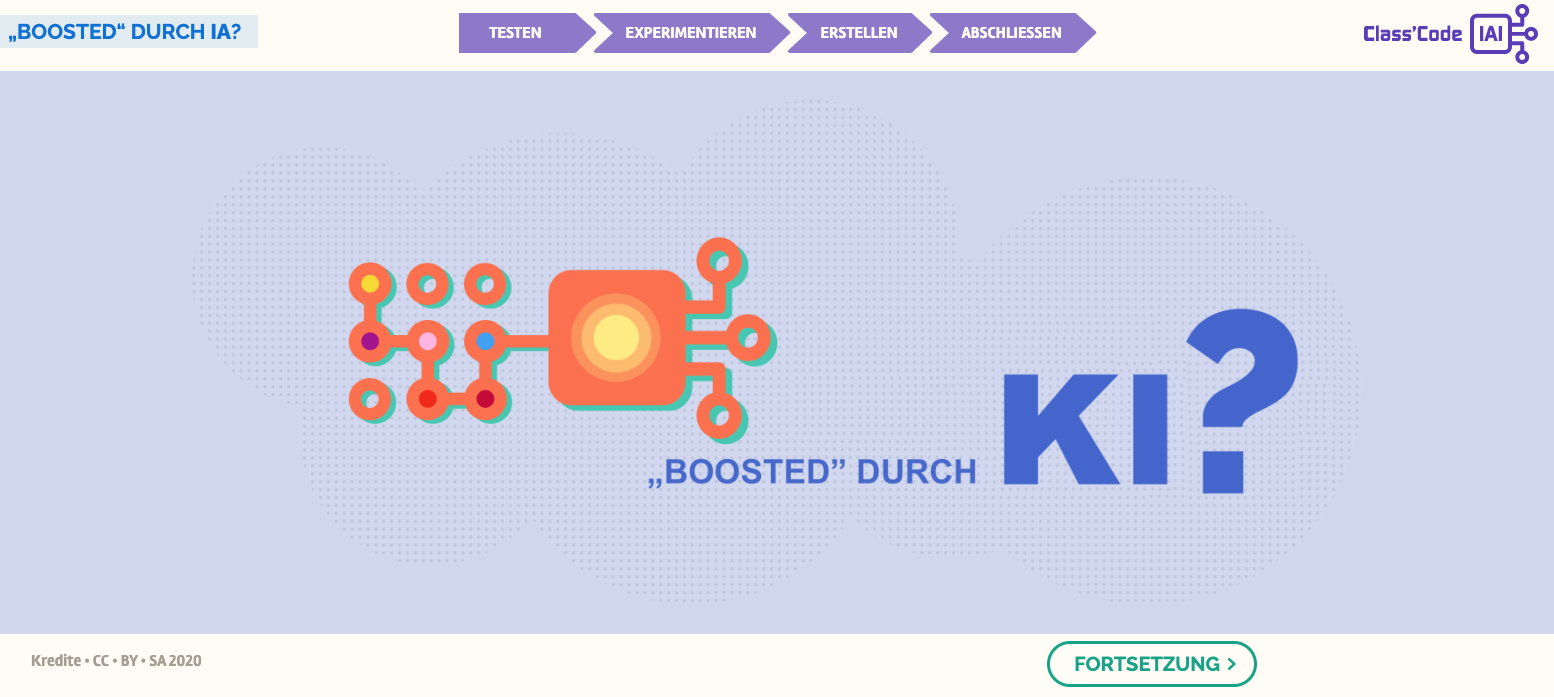 „BOOSTED“ DURCH IA?
TESTEN
EXPERIMENTIEREN
ERSTELLEN
ABSCHLIESSEN
Class’Code
IAI
„BOOSTED” DURCH KI?
Kredite • CC • BY • SA 2020
FORTSETZUNG >